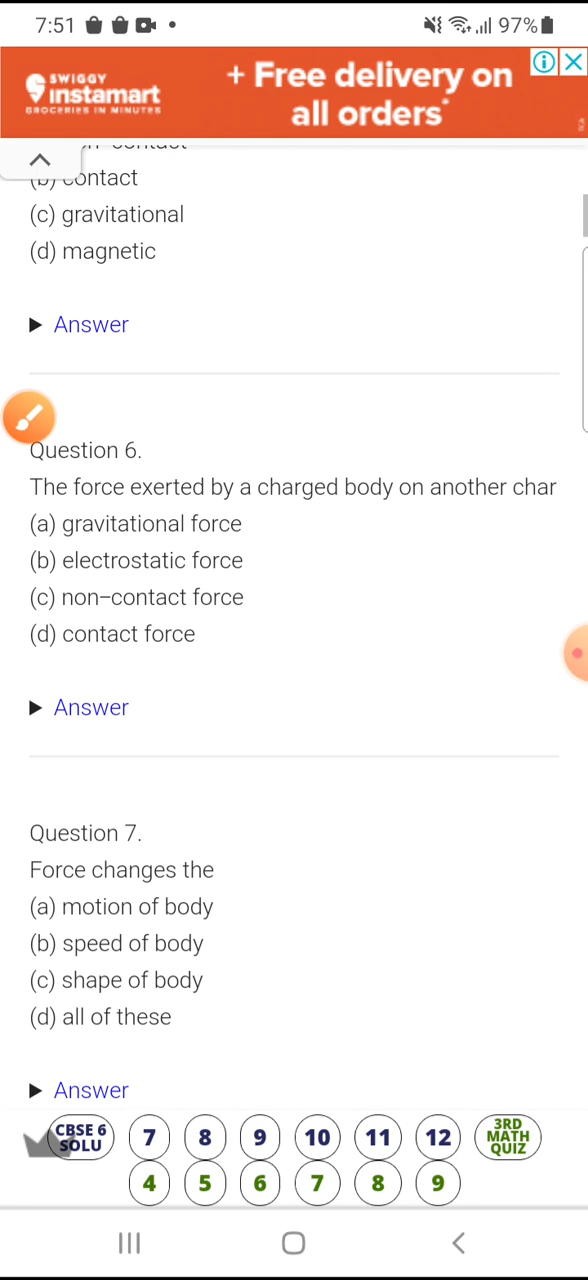 7:51
97%
SWIGGY
instamart
GROCERIES IN MINUTES
+ Free delivery on
all orders*
(b) contact
(c) gravitational
(d) magnetic
Answer
Question 6.
The force exerted by a charged body on another char
(a) gravitational force
(b) electrostatic force
(c) non-contact force
(d) contact force
Answer
Question 7.
Force changes the
(a) motion of body
(b) speed of body
(c) shape of body
(d) all of these
Answer
CBSE 6
SOLU
7 8 9 10 11 12
3RD
MATH
QUIZ
4 5 6 7 8 9